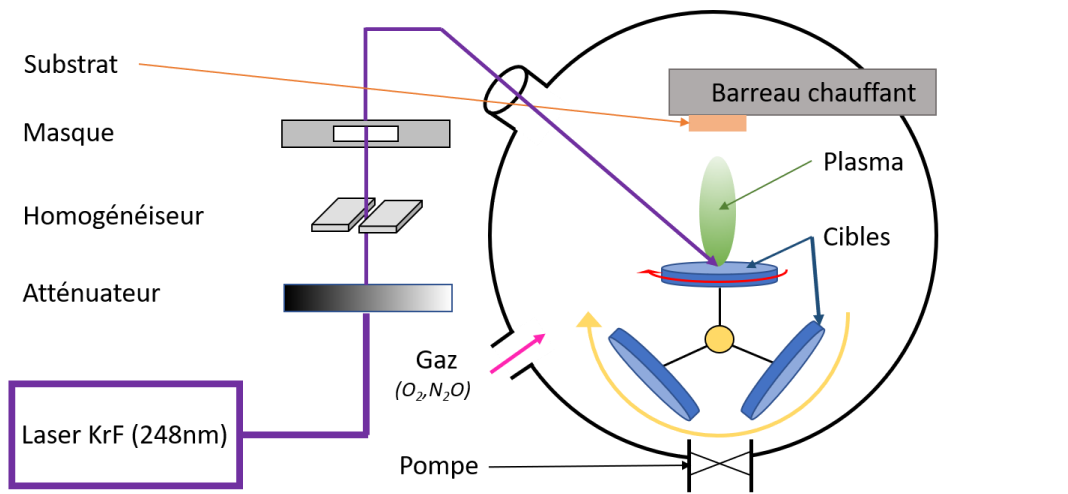 Substrat
Masque
Homogénéiseur
Atténuateur
Laser KrF (248nm)
Barreau chauffant
Plasma
Cibles
Gaz
(O₂,N₂O)
Pompe